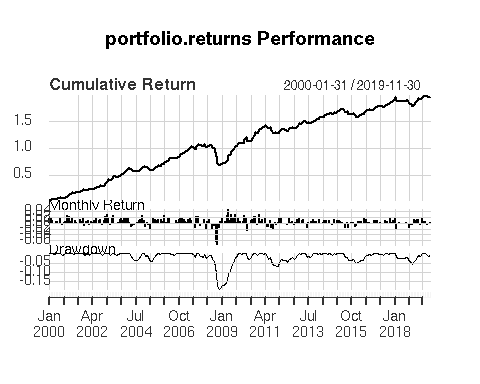 portfolio.returns Performance
Cumulative Return 2000-01-31 / 2019-11-30
1.5
1.0
0.5
Monthly Return
Drawdown
-0.05
-0.10
-0.15
Jan Apr Jul Oct Jan Apr Jul Oct Jan
2000 2002 2004 2006 2009 2011 2013 2015 2018